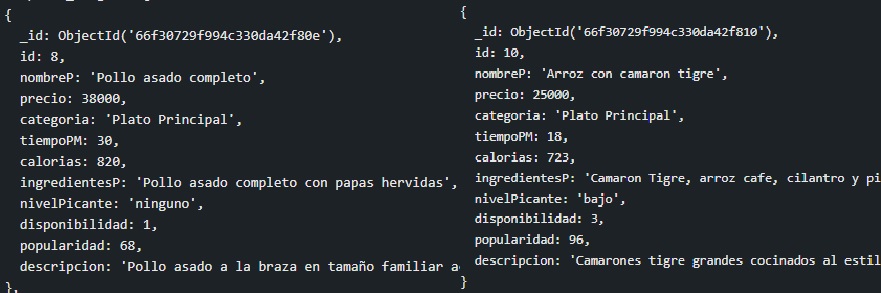 {
_id: ObjectId('66f30729f994c330da42f80e'),
id: 8,
nombreP: 'Pollo asado completo',
precio: 38000,
categoria: 'Plato Principal',
tiempoPM: 30,
calorias: 820,
ingredientesP: 'Pollo asado completo con papas hervidas',
nivelPicante: 'ninguno',
disponibilidad: 1,
popularidad: 68,
descripcion: 'Pollo asado a la braza en tamaño familiar a
},
{
_id: ObjectId('66f30729f994c330da42f810'),
id: 10,
nombreP: 'Arroz con camaron tigre',
precio: 25000,
categoria: 'Plato Principal',
tiempoPM: 18,
calorias: 723,
ingredientesP: 'Camaron Tigre, arroz cafe, cilantro y pi
nivelPicante: 'bajo',
disponibilidad: 3,
popularidad: 96,
descripcion: 'Camarones tigre grandes cocinados al estil
}